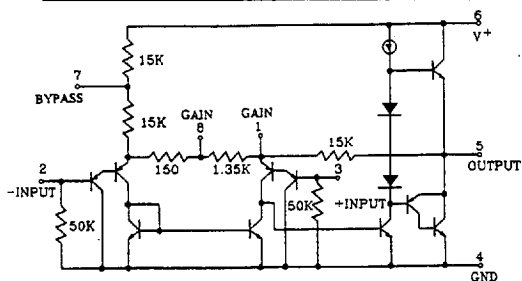 6
V+
15K
7
BYPASS
15K
GAIN
8
GAIN
1
150
1.35K
15K
5
OUTPUT
2
-INPUT
3
50K
50K
+INPUT
4
GND